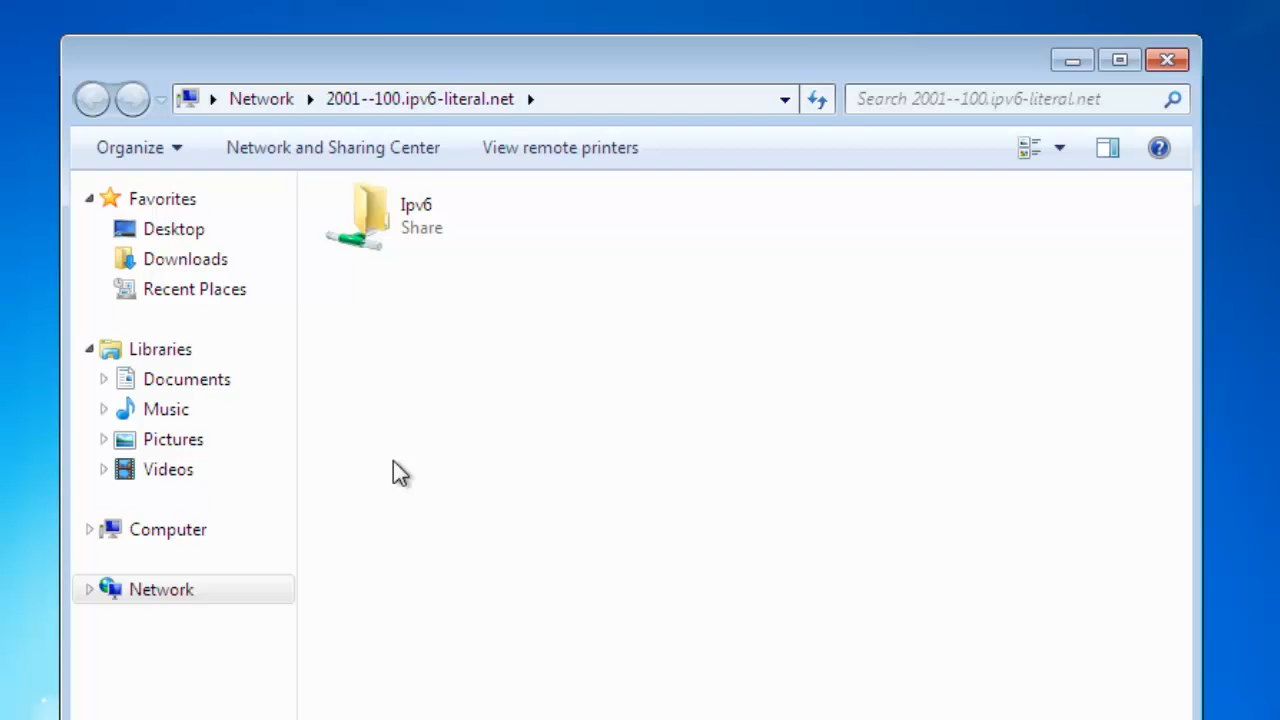 Network 2001--100.ipv6-literal.net
Search 2001--100.ipv6-literal.net
Organize Network and Sharing Center View remote printers
Favorites
Desktop
Downloads
Recent Places
Libraries
Documents
Music
Pictures
Videos
Computer
Network
Ipv6
Share